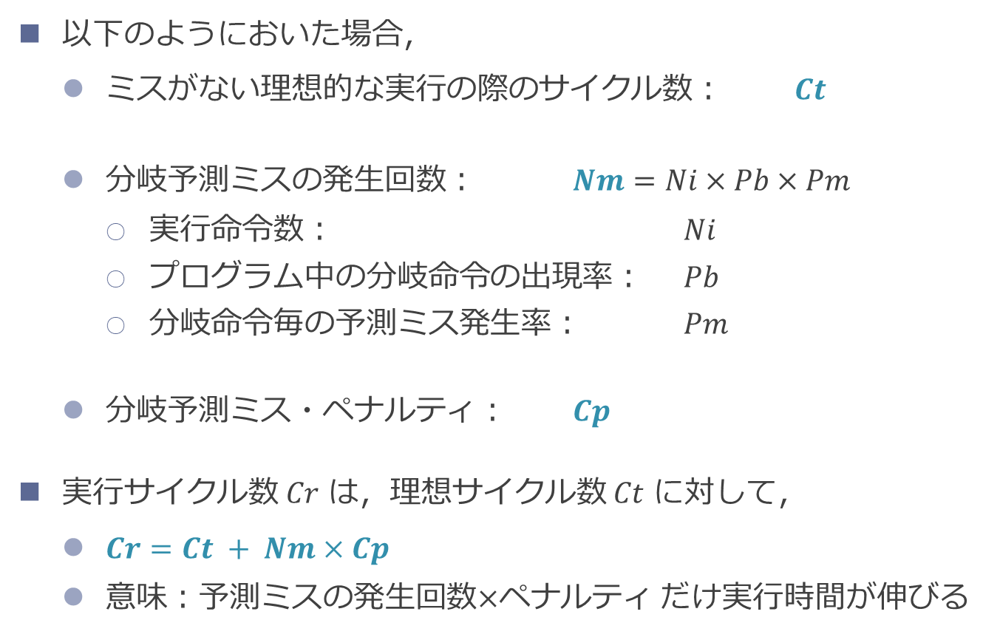 以下のようにおいた場合,
ミスがない理想的な実行の際のサイクル数： Ct
分岐予測ミスの発生回数： Nm = Ni × Pb × Pm
実行命令数： Ni
プログラム中の分岐命令の出現率： Pb
分岐命令毎の予測ミス発生率： Pm
分岐予測ミス・ペナルティ： Cp
実行サイクル数 Cr は，理想サイクル数 Ct に対して,
Cr = Ct + Nm × Cp
意味：予測ミスの発生回数×ペナルティ だけ実行時間が伸びる